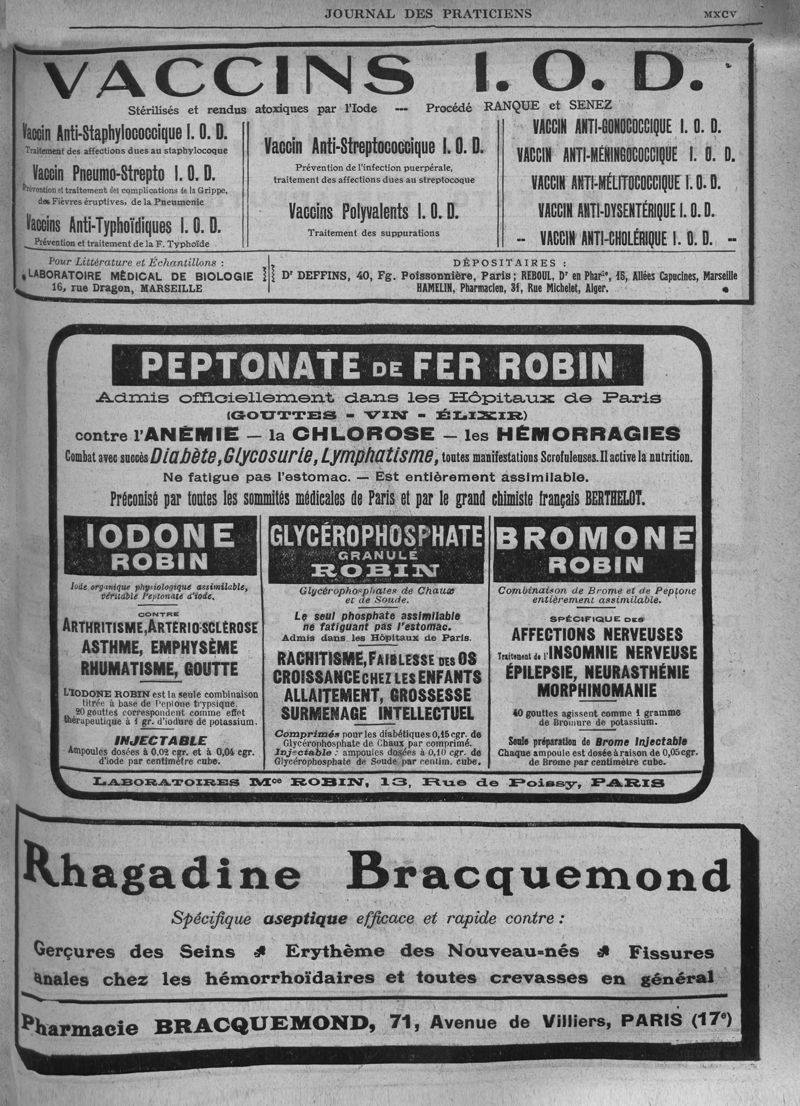 JOURNAL DES PRATICIENS MXCV
VACCINS I. O. D.
Stérilisés et rendus atoxiques par l'Iode — Procédé RANQUE et SENEZ
Vaccin Anti-Staphylococcique I. O. D.
Traitement des affections dues au staphylocoque
Vaccin Pneumo-Strepto I. O. D.
Prévention et traitement des complications de la Grippe,
des Fièvres éruptives, de la Pneumonie
Vaccins Anti-Typhoïdiques I. O. D.
Prévention et traitement de la F. Typhoïde
Vaccin Anti-Streptococcique I. O. D.
Prévention de l'infection puerpérale,
traitement des affections dues au streptocoque
Vaccins Polyvalents I. O. D.
Traitement des suppurations
VACCIN ANTI-GONOCOCCIQUE I. O. D.
VACCIN ANTI-MÉNINGOCOCCIQUE I. O. D.
VACCIN ANTI-MÉLITOCOCCIQUE I. O. D.
VACCIN ANTI-DYSENTÉRIQUE I. O. D.
-- VACCIN ANTI-CHOLÉRIQUE I. O. D. --
Pour Littérature et Échantillons :
LABORATOIRE MÉDICAL DE BIOLOGIE
16, rue Dragon, MARSEILLE
DÉPOSITAIRES :
Dr DEFFINS, 40, Fg. Poissonnière, Paris; REBOUL, Dr en Phar¹ᵉ, 15, Allées Capucines, Marseille
HAMELIN, Pharmacien, 31, Rue Michelet, Alger.
PEPTONATE DE FER ROBIN
Admis officiellement dans les Hôpitaux de Paris
(GOUTTES - VIN - ÉLIXIR)
contre l'ANÉMIE — la CHLOROSE — les HÉMORRAGIES
Combat avec succès Diabète, Glycosurie, Lymphatisme, toutes manifestations Scrofuleuses. Il active la nutrition.
Ne fatigue pas l'estomac. — Est entièrement assimilable.
Préconisé par toutes les sommités médicales de Paris et par le grand chimiste français BERTHELOT.
IODONE
ROBIN
Iode organique physiologique assimilable,
véritable Peptonate d'iode.
CONTRE
ARTHRITISME, ARTÉRIO-SCLÉROSE
ASTHME, EMPHYSÈME
RHUMATISME, GOUTTE
L'IODONE ROBIN est la seule combinaison
titrée à base de Peptone trypsique.
20 gouttes correspondent comme effet
thérapeutique à 1 gr. d'iodure de potassium.
INJECTABLE
Ampoules dosées à 0,02 cgr. et à 0,04 cgr.
d'iode par centimètre cube.
GLYCÉROPHOSPHATE
GRANULÉ
ROBIN
Glycérophosphates de Chaux
et de Soude.
Le seul phosphate assimilable
ne fatiguant pas l'estomac.
Admis dans les Hôpitaux de Paris.
RACHITISME, FAIBLESSE DES OS
CROISSANCE CHEZ LES ENFANTS
ALLAITEMENT, GROSSESSE
SURMENAGE INTELLECTUEL
Comprimés pour les diabétiques 0,15 cgr. de
Glycérophosphate de Chaux par comprimé.
Injectable : ampoules dosées à 0,10 cgr. de
Glycérophosphate de Soude par centim. cube.
BROMONE
ROBIN
Combinaison de Brome et de Peptone
entièrement assimilable.
SPÉCIFIQUE DES
AFFECTIONS NERVEUSES
Traitement de l'INSOMNIE NERVEUSE
ÉPILEPSIE, NEURASTHÉNIE
MORPHINOMANIE
40 gouttes agissent comme 1 gramme
de Bromure de potassium.
Seule préparation de Brome Injectable
Chaque ampoule est dosée à raison de 0,05 cgr.
de Brome par centimètre cube.
LABORATOIRES Mce ROBIN, 13, Rue de Poissy, PARIS
Rhagadine Bracquemond
Spécifique aseptique efficace et rapide contre :
Gerçures des Seins Erythème des Nouveau-nés Fissures
anales chez les hémorrhoïdaires et toutes crevasses en général
Pharmacie BRACQUEMOND, 71, Avenue de Villiers, PARIS (17e)